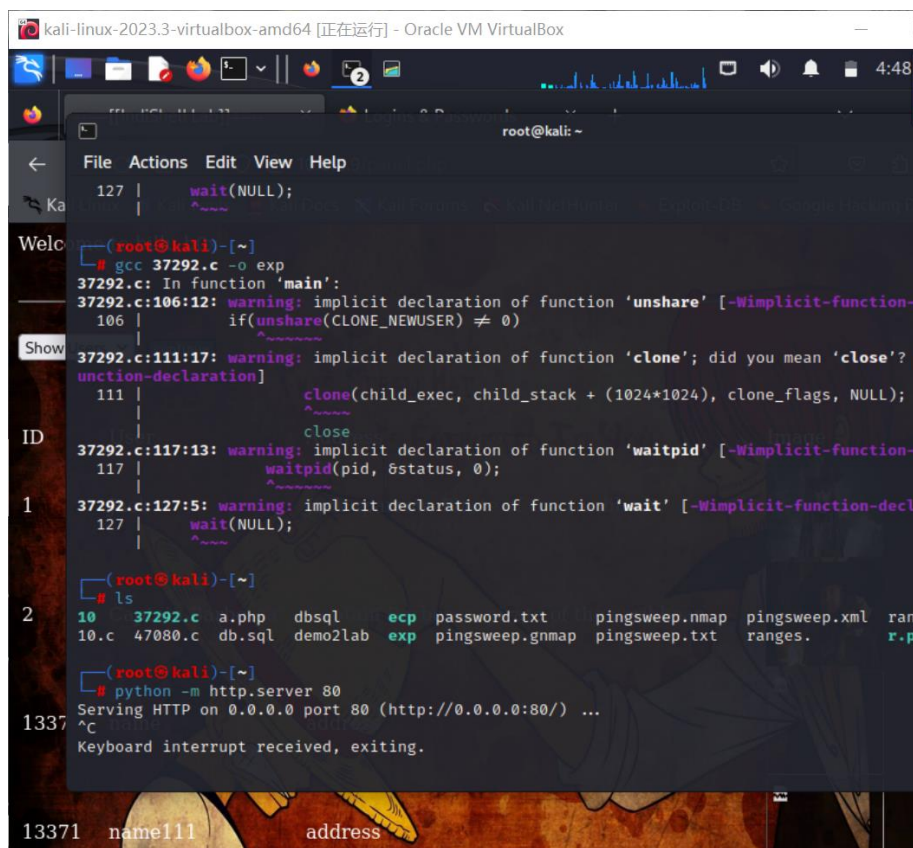 kali-linux-2023.3-virtualbox-amd64 [正在运行] - Oracle VM VirtualBox
2 4:48
root@kali: ~
File Actions Edit View Help
127 | wait(NULL);
| ^~~~
Ka
Welc
┌──(root㉿kali)-[~]
└─# gcc 37292.c -o exp
37292.c: In function ‘main’:
37292.c:106:12: warning: implicit declaration of function ‘unshare’ [-Wimplicit-function-
106 | if(unshare(CLONE_NEWUSER) != 0)
| ^~~~~~~
Show
37292.c:111:17: warning: implicit declaration of function ‘clone’; did you mean ‘close’?
unction-declaration]
111 | clone(child_exec, child_stack + (1024*1024), clone_flags, NULL);
| ^~~~~
| close
ID
37292.c:117:13: warning: implicit declaration of function ‘waitpid’ [-Wimplicit-function-
117 | waitpid(pid, &status, 0);
| ^~~~~~~
1
37292.c:127:5: warning: implicit declaration of function ‘wait’ [-Wimplicit-function-decl
127 | wait(NULL);
| ^~~~
┌──(root㉿kali)-[~]
└─# ls
2
10 37292.c a.php dbsql ecp password.txt pingsweep.nmap pingsweep.xml ran
10.c 47080.c db.sql demo2lab exp pingsweep.gnmap pingsweep.txt ranges. r.p
┌──(root㉿kali)-[~]
└─# python -m http.server 80
Serving HTTP on 0.0.0.0 port 80 (http://0.0.0.0:80/) ...
1337
^C
Keyboard interrupt received, exiting.
13371 name111 address